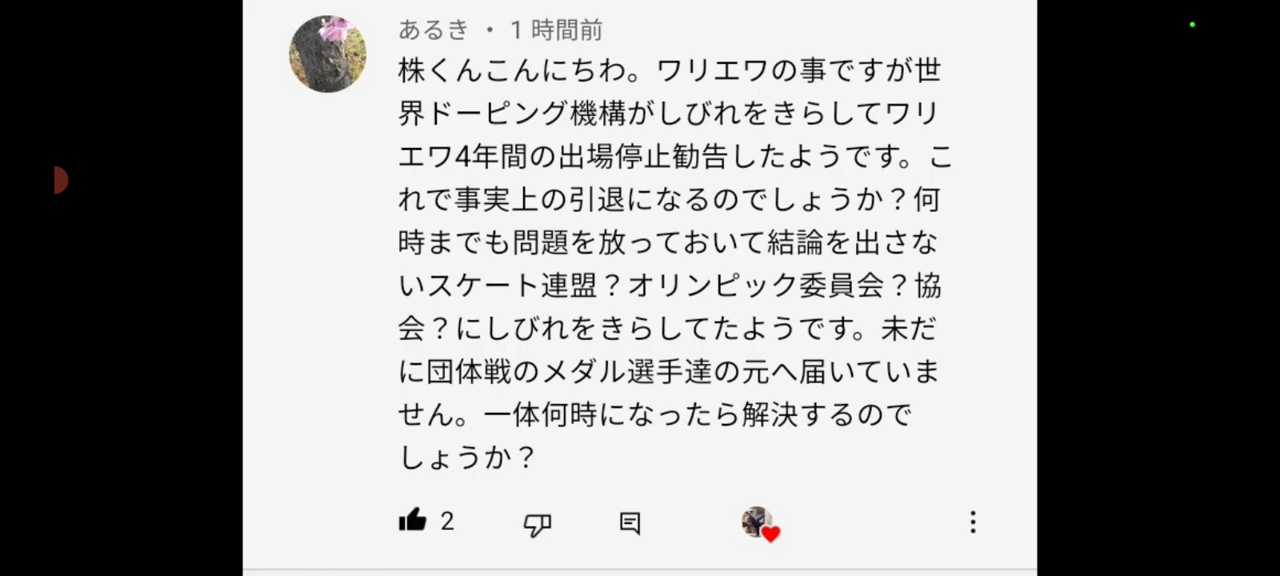 あるき ・ 1 時間前
株くんこんにちわ。ワリエワの事ですが世
界ドーピング機構がしびれをきらしてワリ
エワ4年間の出場停止勧告したようです。こ
れで事実上の引退になるのでしょうか？何
時までも問題を放っておいて結論を出さな
いスケート連盟？オリンピック委員会？協
会？にしびれをきらしてたようです。未だ
に団体戦のメダル選手達の元へ届いていま
せん。一体何時になったら解決するので
しょうか？
2